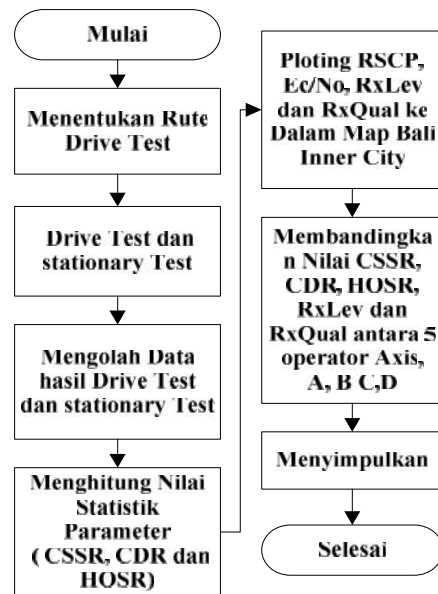 Mulai
Menentukan Rute
Drive Test
Drive Test dan
stationary Test
Mengolah Data
hasil Drive Test
dan stationary Test
Menghitung Nilai
Statistik
Parameter
( CSSR, CDR dan
HOSR)
Ploting RSCP,
Ec/No, RxLev
dan RxQual ke
Dalam Map Bali
Inner City
Membandingka
n Nilai CSSR,
CDR, HOSR,
RxLev dan
RxQual antara 5
operator Axis,
A, B C,D
Menyimpulkan
Selesai